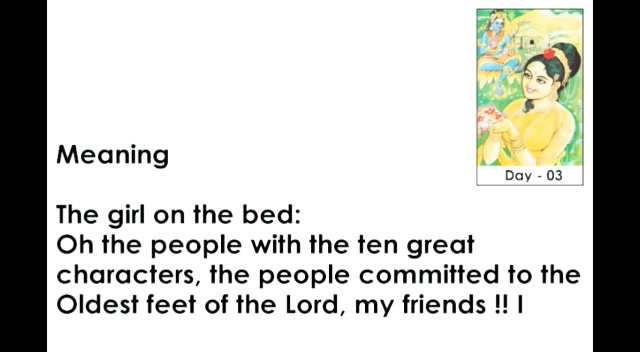 Day - 03
Meaning
The girl on the bed:
Oh the people with the ten great
characters, the people committed to the
Oldest feet of the Lord, my friends !! I